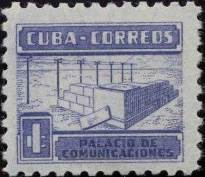 CUBA-CORREOS
1¢
PALACIO
DE COMUNICACIONES